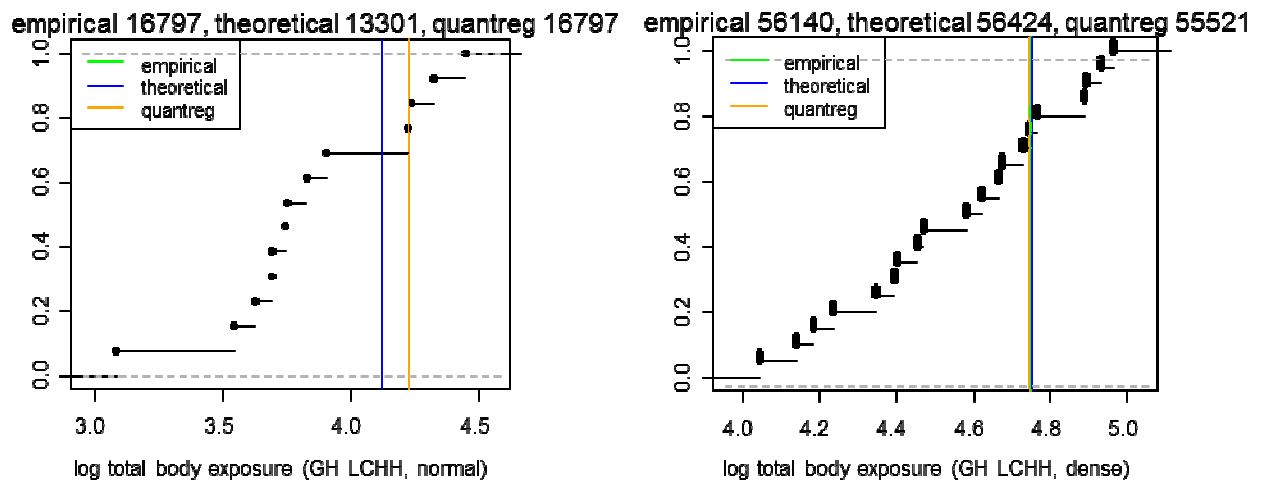 empirical 16797, theoretical 13301, quantreg 16797
1.0
0.8
0.6
0.4
0.2
0.0
empirical
theoretical
quantreg
3.0 3.5 4.0 4.5
log total body exposure (GH LCHH, normal)
empirical 56140, theoretical 56424, quantreg 55521
1.0
0.8
0.6
0.4
0.2
0.0
empirical
theoretical
quantreg
4.0 4.2 4.4 4.6 4.8 5.0
log total body exposure (GH LCHH, dense)